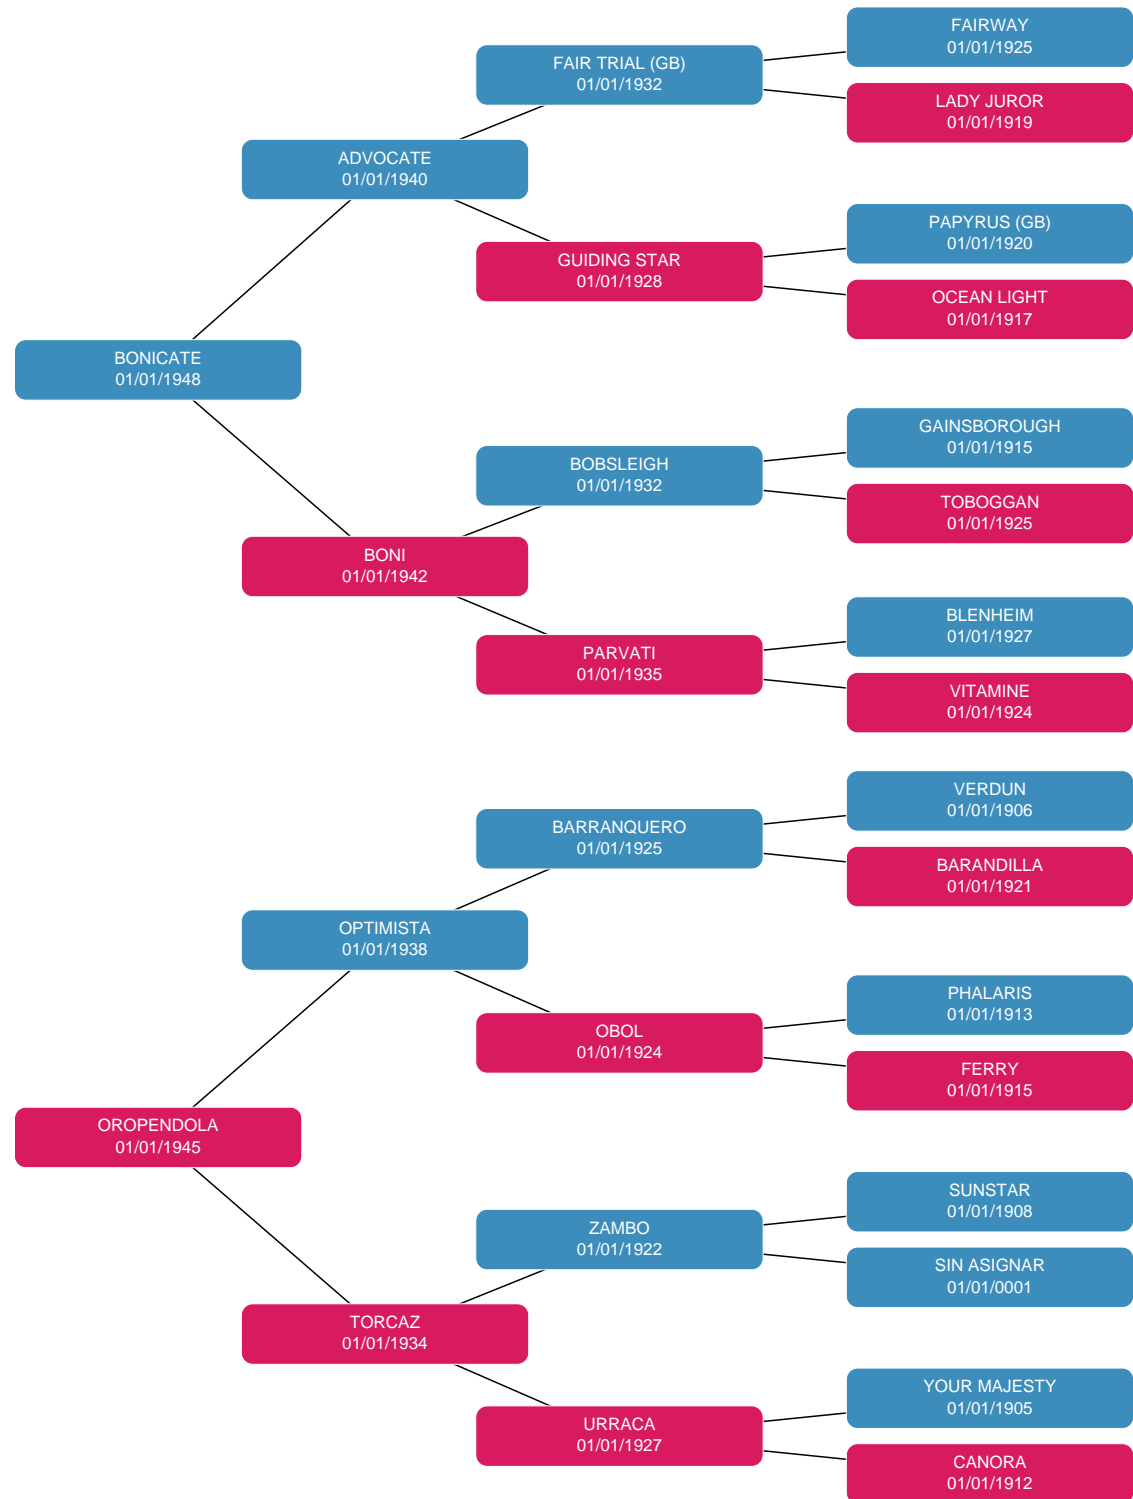 FAIRWAY
01/01/1925
FAIR TRIAL (GB)
01/01/1932
LADY JUROR
01/01/1919
ADVOCATE
01/01/1940
PAPYRUS (GB)
01/01/1920
GUIDING STAR
01/01/1928
OCEAN LIGHT
01/01/1917
BONICATE
01/01/1948
GAINSBOROUGH
01/01/1915
BOBSLEIGH
01/01/1932
TOBOGGAN
01/01/1925
BONI
01/01/1942
BLENHEIM
01/01/1927
PARVATI
01/01/1935
VITAMINE
01/01/1924
VERDUN
01/01/1906
BARRANQUERO
01/01/1925
BARANDILLA
01/01/1921
OPTIMISTA
01/01/1938
PHALARIS
01/01/1913
OBOL
01/01/1924
FERRY
01/01/1915
OROPENDOLA
01/01/1945
SUNSTAR
01/01/1908
ZAMBO
01/01/1922
SIN ASIGNAR
01/01/0001
TORCAZ
01/01/1934
YOUR MAJESTY
01/01/1905
URRACA
01/01/1927
CANORA
01/01/1912